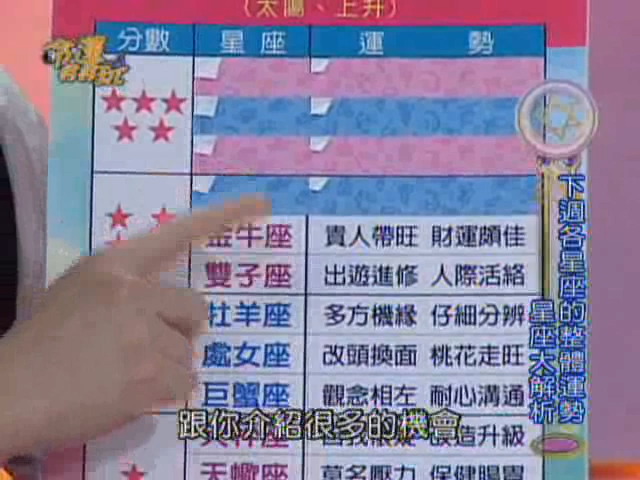 (太陽、上升)
分數 星座 運勢
金牛座 貴人帶旺 財運頗佳
雙子座 出遊進修 人際活絡
牡羊座 多方機緣 仔細分辨
處女座 改頭換面 桃花走旺
巨蟹座 觀念相左 耐心溝通
升級
天蠍座 莫名壓力 保健腸胃
跟你介紹很多的機會
下週各星座的整體運勢
星座大解析